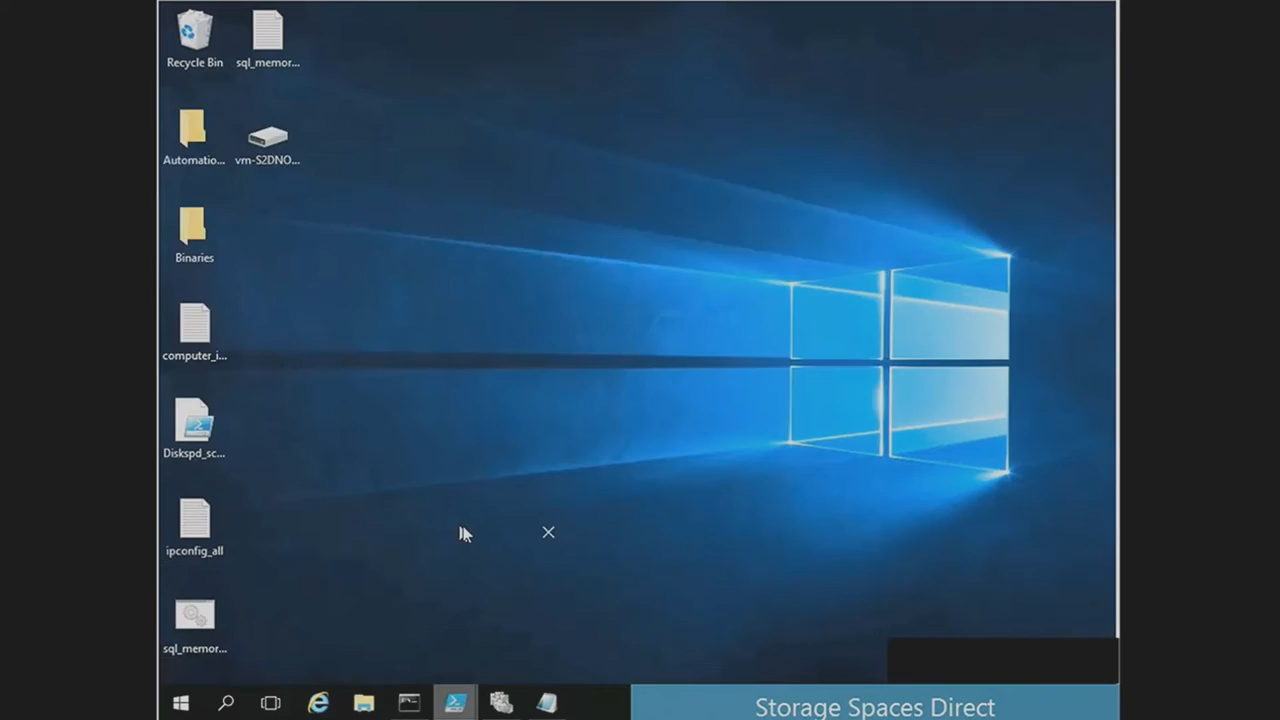 Recycle Bin
sql_memor...
Automatio...
vm-S2DNO...
Binaries
computer_i...
Diskspd_sc...
ipconfig_all
sql_memor...
Storage Spaces Direct